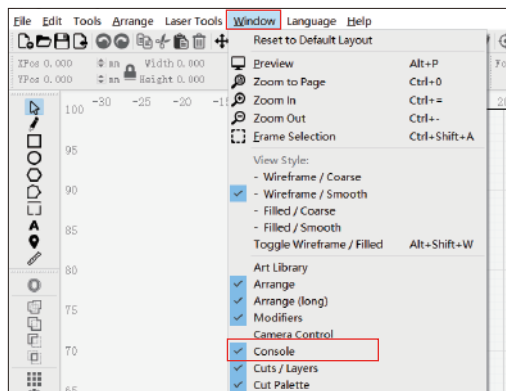 File Edit Tools Arrange Laser Tools Window Language Help
XPos 0.000 mm Width 0.000
YPos 0.000 mm Height 0.000
Reset to Default Layout
Preview Alt+P
Zoom to Page Ctrl+0
Zoom In Ctrl+=
Zoom Out Ctrl+-
Frame Selection Ctrl+Shift+A
View Style:
- Wireframe / Coarse
- Wireframe / Smooth
- Filled / Coarse
- Filled / Smooth
Toggle Wireframe / Filled Alt+Shift+W
Art Library
Arrange
Arrange (long)
Modifiers
Camera Control
Console
Cuts / Layers
Cut Palette
-30 -25 -20
100
95
90
85
80
75
70
65
A